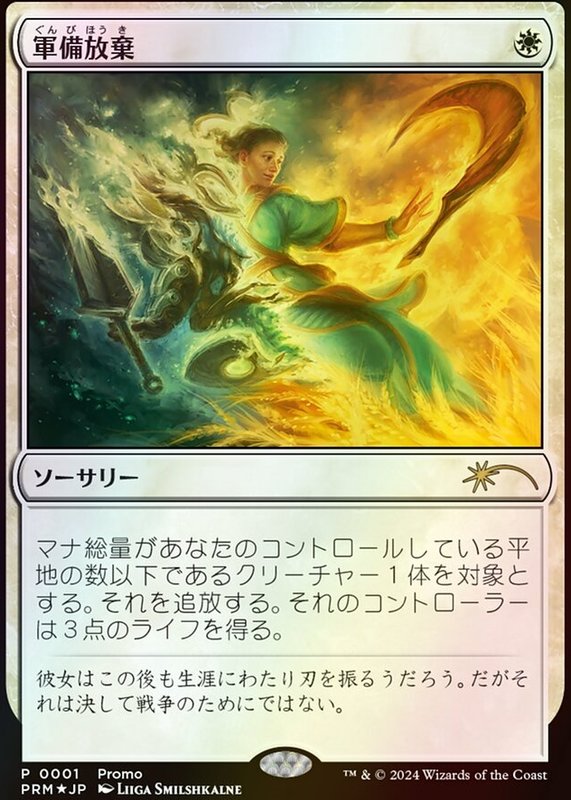 ぐんびほうき
軍備放棄
ソーサリー
マナ総量があなたのコントロールしている平
地の数以下であるクリーチャー1体を対象と
する。それを追放する。それのコントローラー
は3点のライフを得る。
彼女はこの後も生涯にわたり刃を振るうだろう。だがそ
れは決して戦争のためにではない。
P 0001 Promo
PRM★JP LIIGA SMILSHKALNE
™ & © 2024 Wizards of the Coast